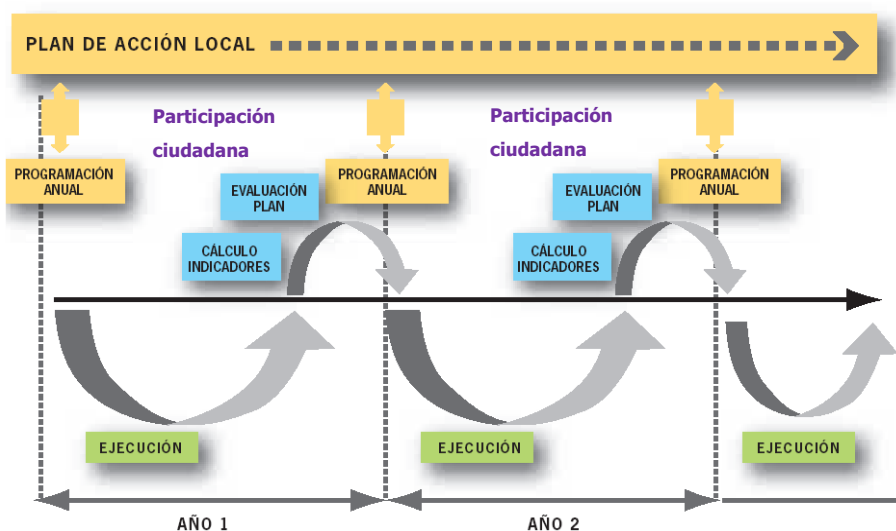 PLAN DE ACCIÓN LOCAL
Participación
ciudadana
Participación
ciudadana
PROGRAMACIÓN
ANUAL
PROGRAMACIÓN
ANUAL
PROGRAMACIÓN
ANUAL
EVALUACIÓN
PLAN
EVALUACIÓN
PLAN
CÁLCULO
INDICADORES
CÁLCULO
INDICADORES
EJECUCIÓN
EJECUCIÓN
EJECUCIÓN
AÑO 1
AÑO 2